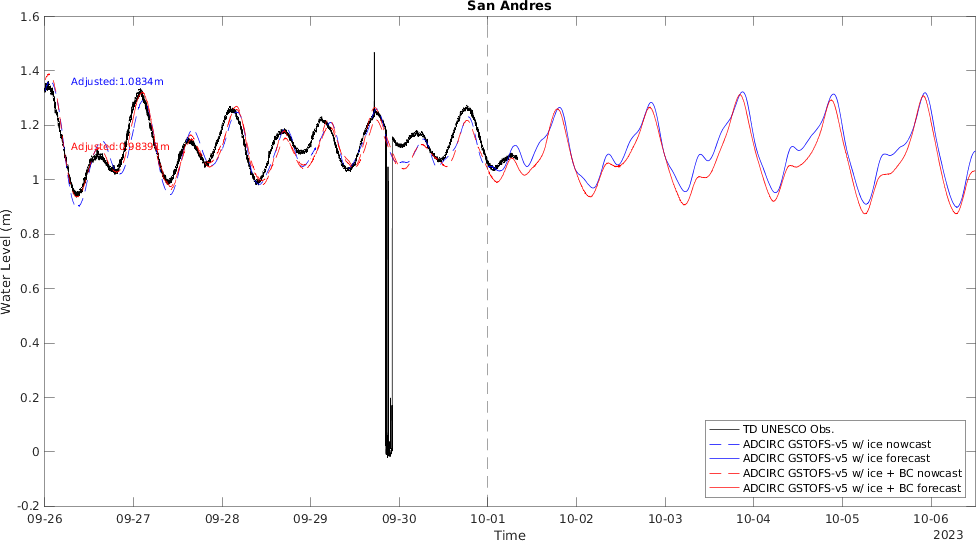 San Andres
1.6
1.4
1.2
1
0.8
0.6
0.4
0.2
0
-0.2
Water Level (m)
Adjusted:1.0834m
TD UNESCO Obs.
ADCIRC GSTOFS-v5 w/ ice nowcast
ADCIRC GSTOFS-v5 w/ ice forecast
ADCIRC GSTOFS-v5 w/ ice + BC nowcast
ADCIRC GSTOFS-v5 w/ ice + BC forecast
09-26 09-27 09-28 09-29 09-30 10-01 10-02 10-03 10-04 10-05 10-06
Time
2023